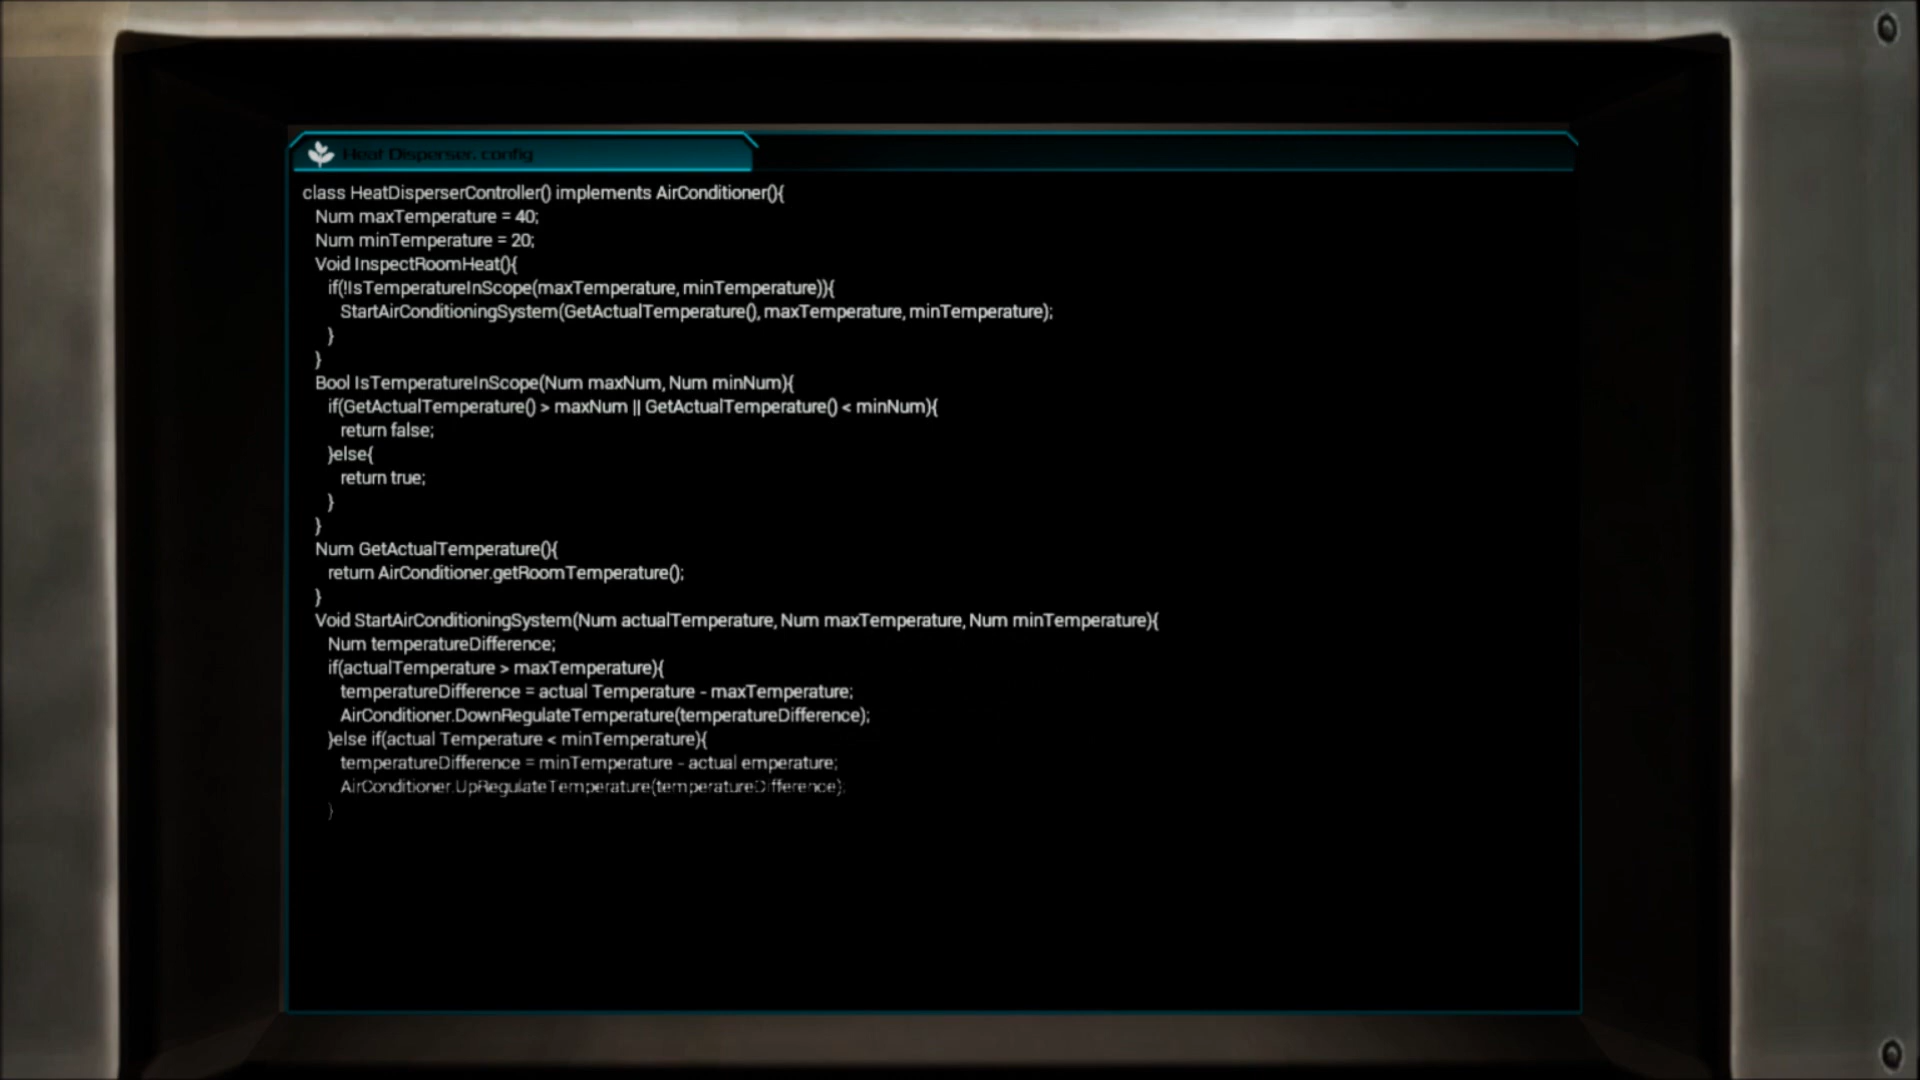 Heat Disperser. config
class HeatDisperserController() implements AirConditioner(){
Num maxTemperature = 40;
Num minTemperature = 20;
Void InspectRoomHeat(){
if(!IsTemperatureInScope(maxTemperature, minTemperature)){
StartAirConditioningSystem(GetActualTemperature(), maxTemperature, minTemperature);
}
}
Bool IsTemperatureInScope(Num maxNum, Num minNum){
if(GetActualTemperature() > maxNum || GetActualTemperature() < minNum){
return false;
}else{
return true;
}
}
Num GetActualTemperature(){
return AirConditioner.getRoomTemperature();
}
Void StartAirConditioningSystem(Num actualTemperature, Num maxTemperature, Num minTemperature){
Num temperatureDifference;
if(actualTemperature > maxTemperature){
temperatureDifference = actual Temperature - maxTemperature;
AirConditioner.DownRegulateTemperature(temperatureDifference);
}else if(actual Temperature < minTemperature){
temperatureDifference = minTemperature - actual emperature;
AirConditioner.UpRegulateTemperature(temperatureDifference);
}